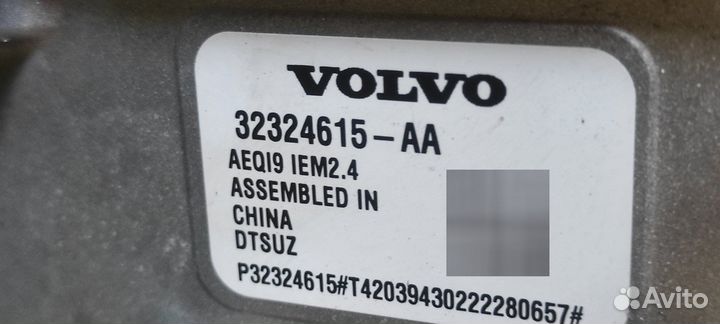 VOLVO
32324615-AA
AEQI9 IEM2.4
ASSEMBLED IN
CHINA
DTSUZ
P32324615#T42039430222280657#
Avito